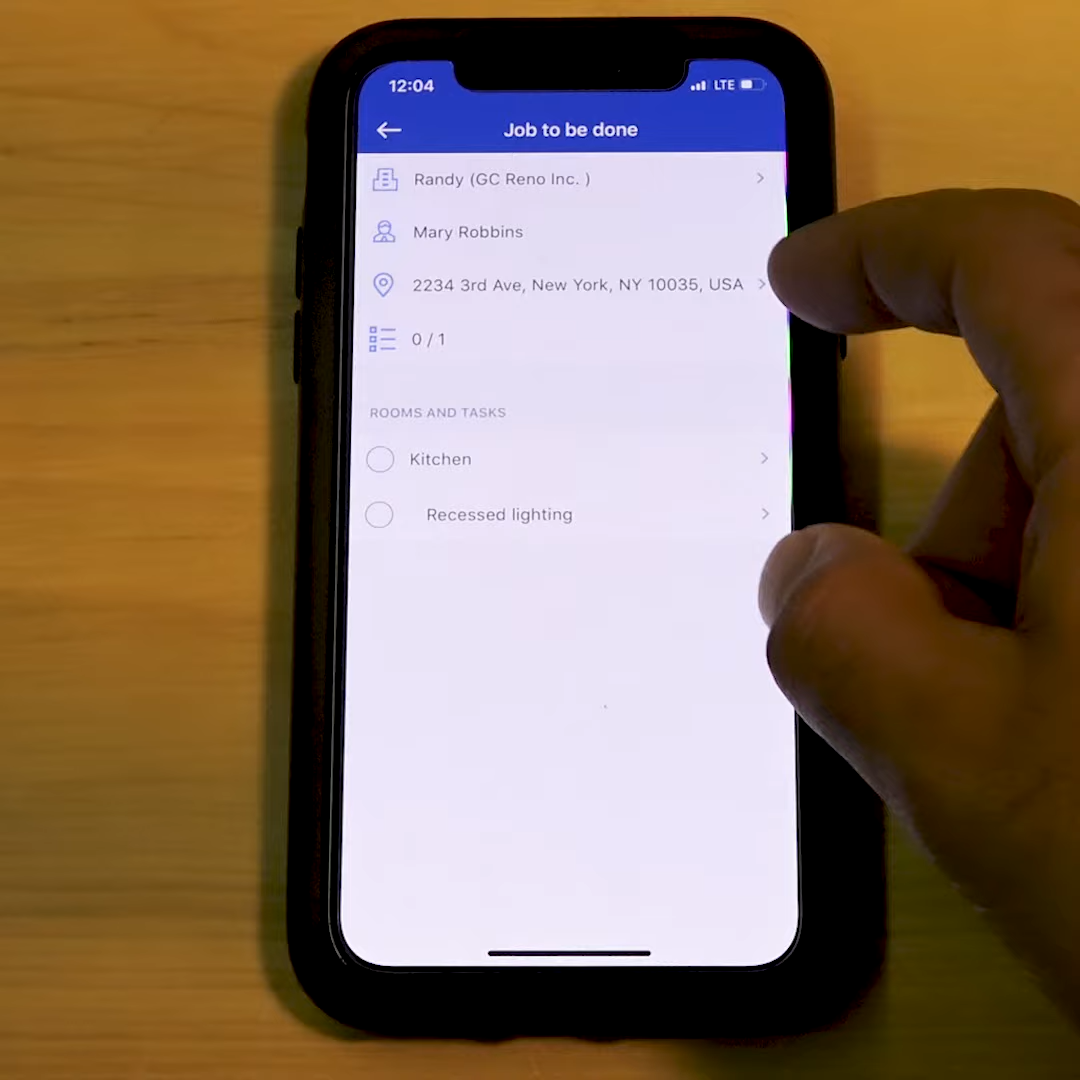 12:04
LTE
Job to be done
Randy (GC Reno Inc. )
Mary Robbins
2234 3rd Ave, New York, NY 10035, USA
0 / 1
ROOMS AND TASKS
Kitchen
Recessed lighting